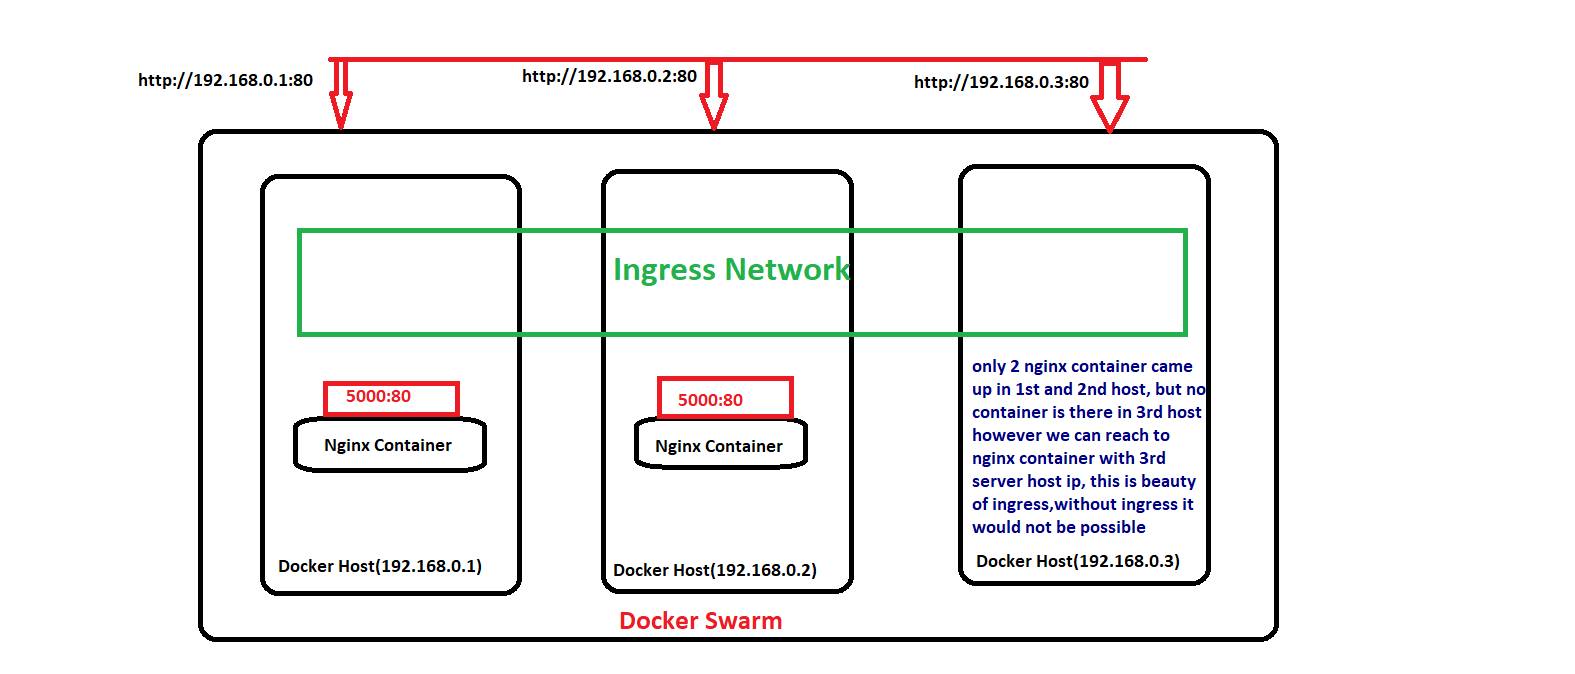 http://192.168.0.1:80
http://192.168.0.2:80
http://192.168.0.3:80
Ingress Network
5000:80
Nginx Container
Docker Host(192.168.0.1)
5000:80
Nginx Container
Docker Host(192.168.0.2)
only 2 nginx container came
up in 1st and 2nd host, but no
container is there in 3rd host
however we can reach to
nginx container with 3rd
server host ip, this is beauty
of ingress,without ingress it
would not be possible
Docker Host(192.168.0.3)
Docker Swarm